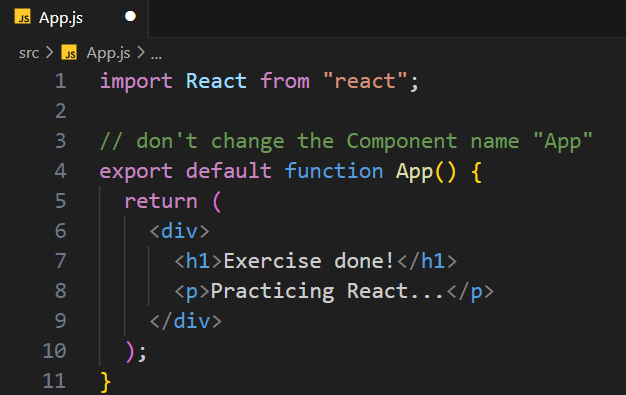 JS App.js
src > JS App.js > ...
1 import React from "react";
2
3 // don't change the Component name "App"
4 export default function App() {
5   return (
6     <div>
7       <h1>Exercise done!</h1>
8       <p>Practicing React...</p>
9     </div>
10   );
11 }